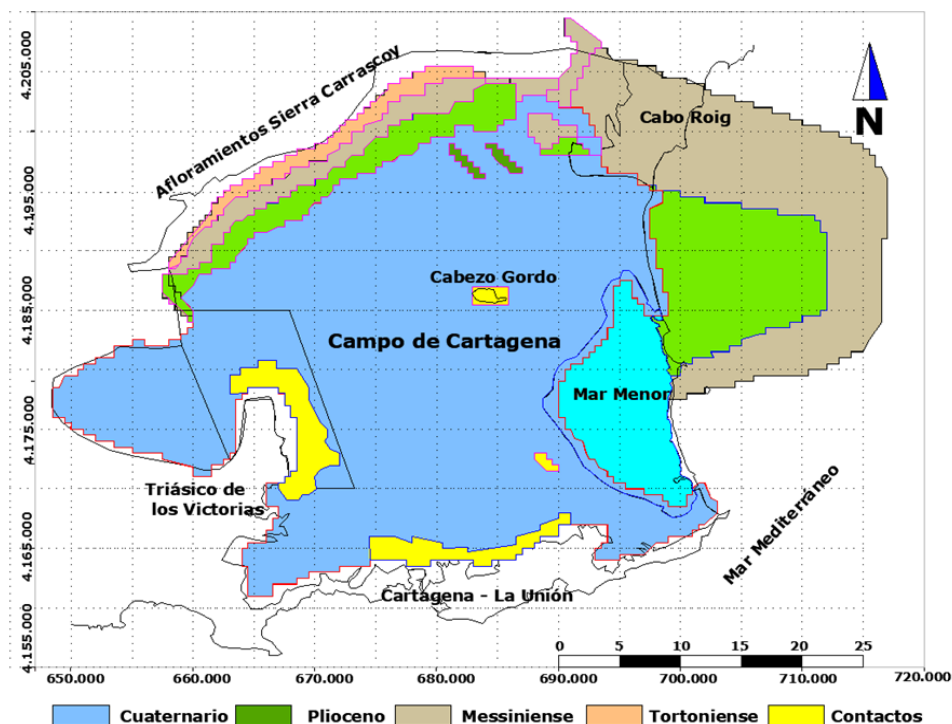 4.205.000
4.195.000
4.185.000
4.175.000
4.165.000
4.155.000
Afloramientos Sierra Carrascoy
Cabo Roig
N
Cabezo Gordo
Campo de Cartagena
Mar Menor
Triásico de
los Victorias
Mar Mediterráneo
Cartagena - La Unión
0 5 10 15 20 25
650.000 660.000 670.000 680.000 690.000 700.000 710.000 720.000
Cuaternario Plioceno Messiniense Tortoniense Contactos